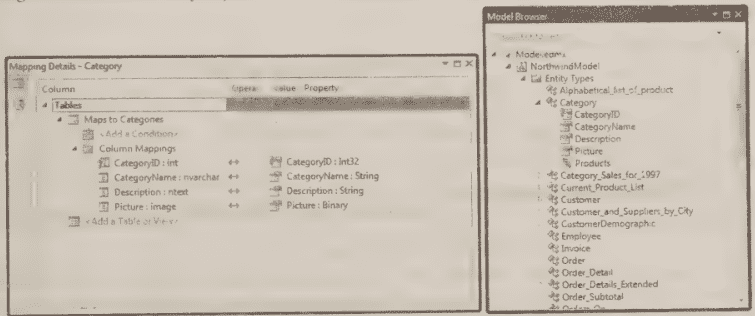 Mapping Details - Category
Column Value Property
Tables
Maps to Categories
<Add a Condition>
Column Mappings
CategoryID : int CategoryID : Int32
CategoryName : nvarchar CategoryName : String
Description : ntext Description : String
Picture : image Picture : Binary
<Add a Table or View>
Model Browser
NorthwindModel
Entity Types
Alphabetical_list_of_product
Category
CategoryID
CategoryName
Description
Picture
Products
Category_Sales_for_1997
Current_Product_List
Customer
Customer_and_Suppliers_by_City
CustomerDemographic
Employee
Invoice
Order
Order_Detail
Order_Details_Extended
Order_Subtotal